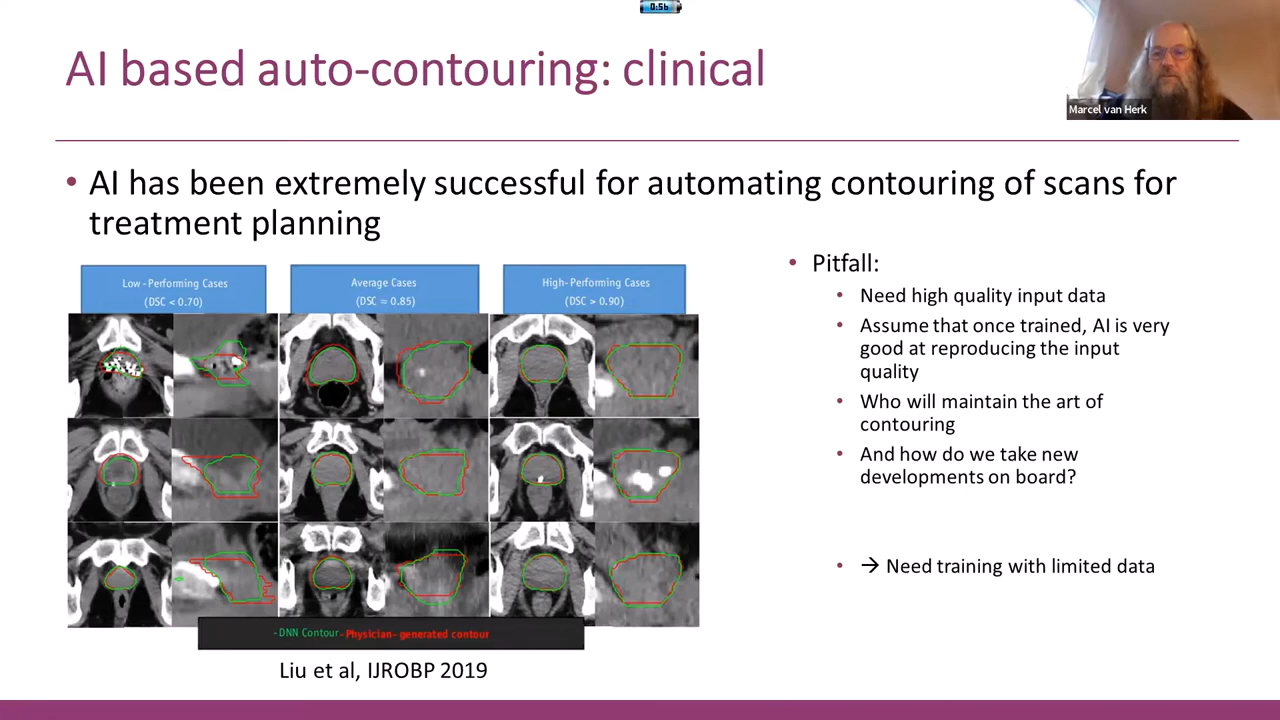 0:56
AI based auto-contouring: clinical
Marcel van Herk
• AI has been extremely successful for automating contouring of scans for
treatment planning
Low - Performing Cases
(DSC < 0.70)
Average Cases
(DSC = 0.85)
High- Performing Cases
(DSC > 0.90)
- DNN Contour - Physician- generated contour
Liu et al, IJROBP 2019
• Pitfall:
• Need high quality input data
• Assume that once trained, AI is very
good at reproducing the input
quality
• Who will maintain the art of
contouring
• And how do we take new
developments on board?
• → Need training with limited data